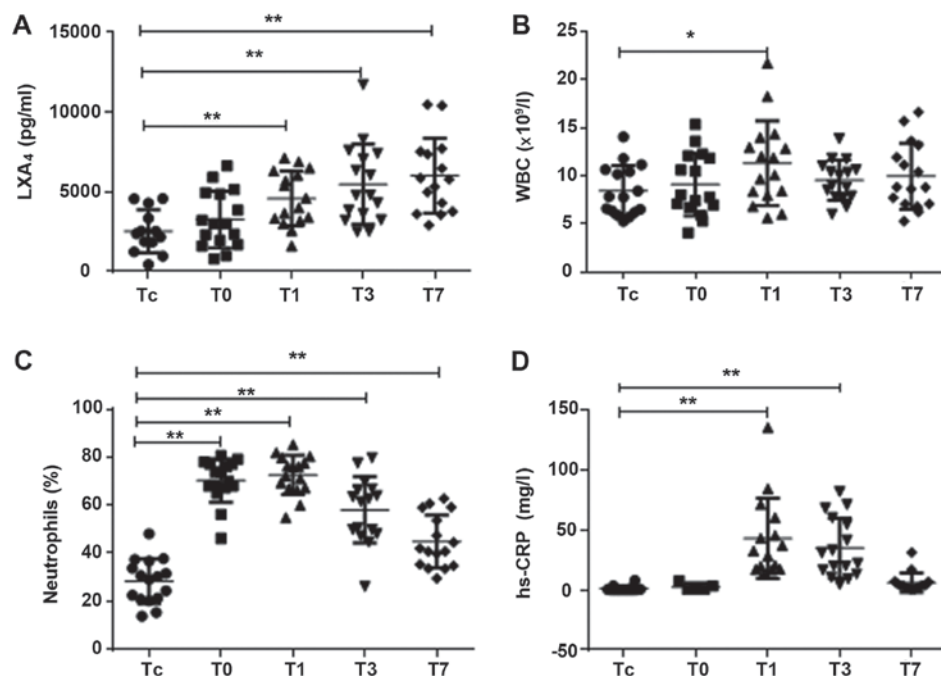 A
B
**
**
**
*
15000
10000
5000
0
LXA4 (pg/ml)
Tc T0 T1 T3 T7
25
20
15
10
5
0
WBC (x10⁹/l)
Tc T0 T1 T3 T7
C
D
**
**
**
**
**
**
100
80
60
40
20
0
Neutrophils (%)
Tc T0 T1 T3 T7
150
100
50
0
-50
hs-CRP (mg/l)
Tc T0 T1 T3 T7